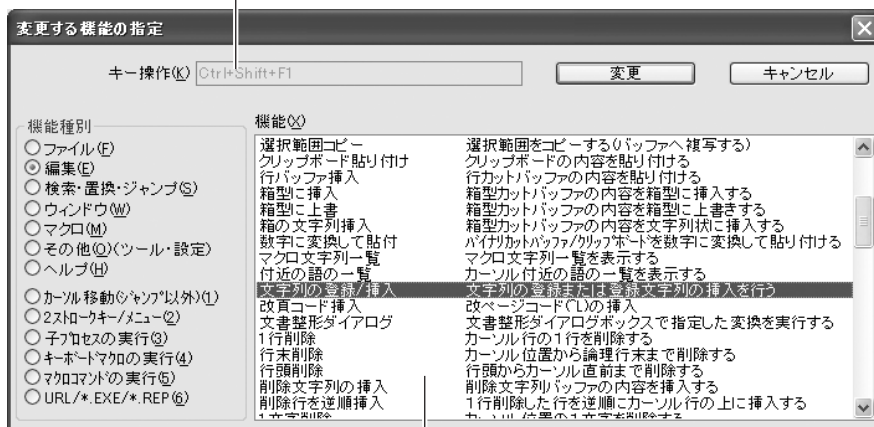 変更する機能の指定
キー操作(K) Ctrl+Shift+F1 変更 キャンセル
機能種別
ファイル(F)
編集(E)
検索・置換・ジャンプ(S)
ウィンドウ(W)
マクロ(M)
その他(O)(ツール・設定)
ヘルプ(H)
カーソル移動(ジャンプ以外)(1)
2ストロークキー/メニュー(2)
子プロセスの実行(3)
キーボードマクロの実行(4)
マクロコマンドの実行(5)
URL/*.EXE/*.REP(6)
機能(X)
選択範囲コピー 選択範囲をコピーする(バッファへ複写する)
クリップボード貼り付け クリップボードの内容を貼り付ける
行バッファ挿入 行カットバッファの内容を貼り付ける
箱型に挿入 箱型カットバッファの内容を箱型に挿入する
箱型に上書 箱型カットバッファの内容を箱型に上書きする
箱の文字列挿入 箱型カットバッファの内容を文字列状に挿入する
数字に変換して貼付 バイナリカットバッファ/クリップボードを数字に変換して貼り付ける
マクロ文字列一覧 マクロ文字列一覧を表示する
付近の語の一覧 カーソル付近の語の一覧を表示する
文字列の登録/挿入 文字列の登録または登録文字列の挿入を行う
改頁コード挿入 改ページコード(^L)の挿入
文書整形ダイアログ 文書整形ダイアログボックスで指定した変換を実行する
1行削除 カーソル行の1行を削除する
行末削除 カーソル位置から論理行末まで削除する
行頭削除 行頭からカーソル直前まで削除する
削除文字列の挿入 削除文字列バッファの内容を挿入する
削除行を逆順挿入 1行削除した行を逆順にカーソル行の上に挿入する
1文字削除 カーソル位置の1文字を削除する